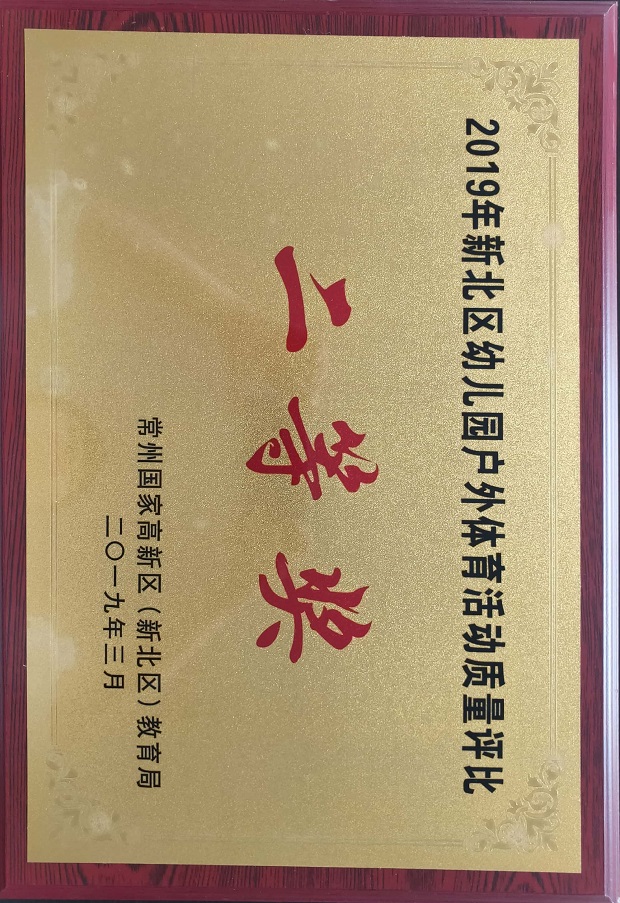 2019年新北区幼儿园户外体育活动质量评比
二等奖
常州国家高新区（新北区）教育局
二〇一九年三月